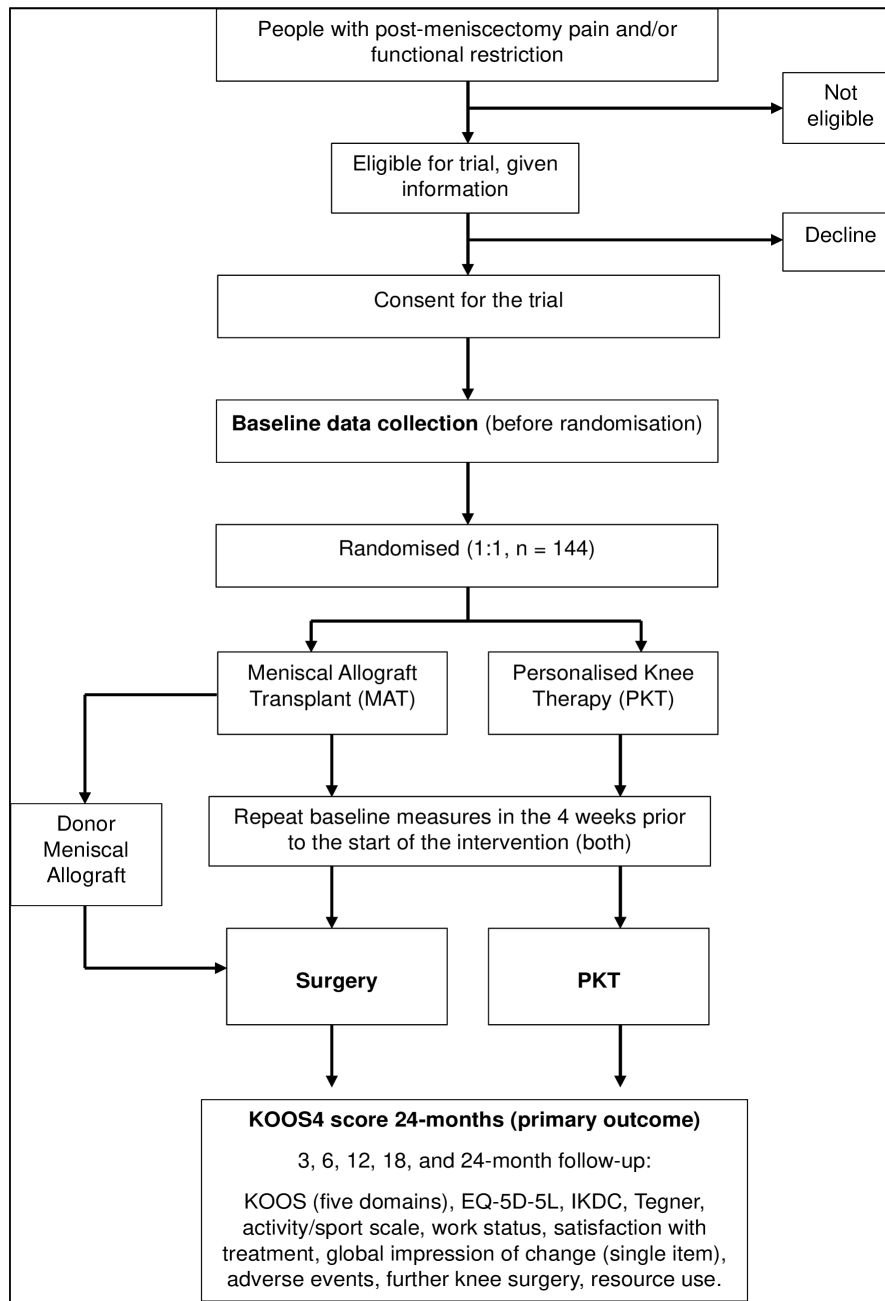 People with post-meniscectomy pain and/or
functional restriction
Not
eligible
Eligible for trial, given
information
Decline
Consent for the trial
Baseline data collection (before randomisation)
Randomised (1:1, n = 144)
Meniscal Allograft
Transplant (MAT)
Personalised Knee
Therapy (PKT)
Repeat baseline measures in the 4 weeks prior
to the start of the intervention (both)
Donor
Meniscal
Allograft
Surgery
PKT
KOOS4 score 24-months (primary outcome)
3, 6, 12, 18, and 24-month follow-up:
KOOS (five domains), EQ-5D-5L, IKDC, Tegner,
activity/sport scale, work status, satisfaction with
treatment, global impression of change (single item),
adverse events, further knee surgery, resource use.